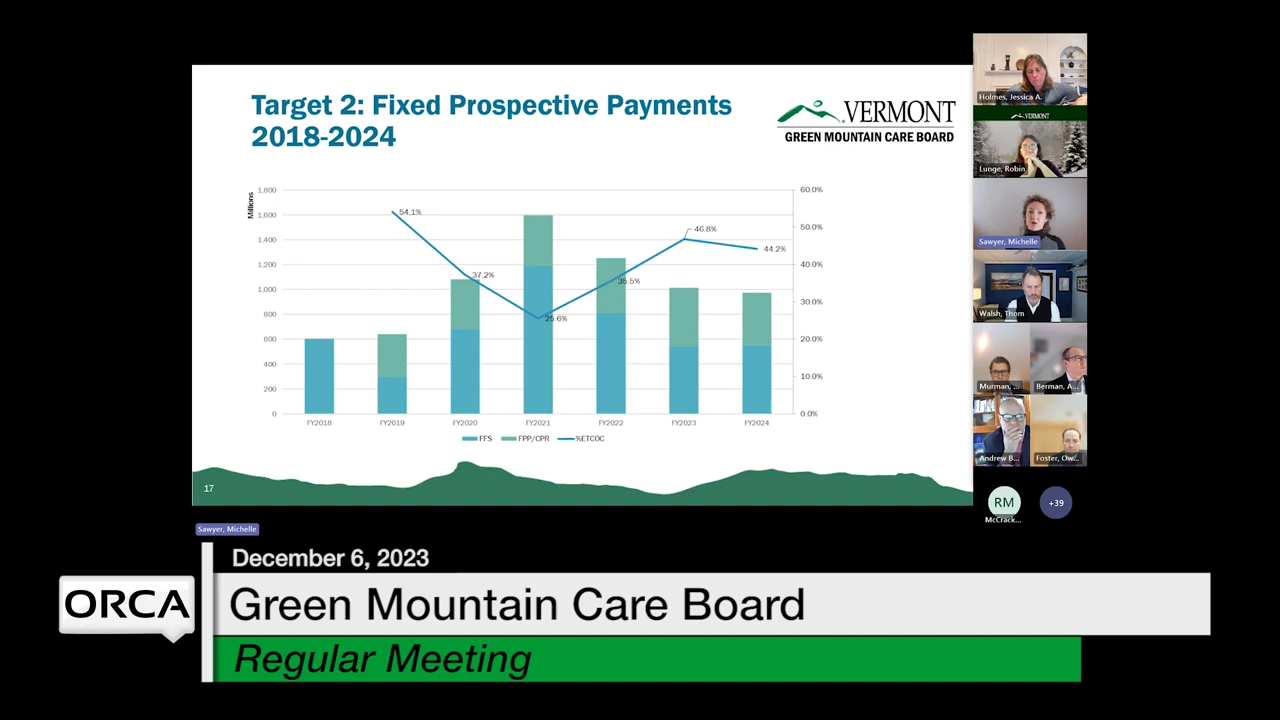 Target 2: Fixed Prospective Payments
2018-2024
VERMONT
GREEN MOUNTAIN CARE BOARD
Millions
1,800
1,600
1,400
1,200
1,000
800
600
400
200
0
60.0%
50.0%
40.0%
30.0%
20.0%
10.0%
0.0%
54.1%
37.2%
25.6%
35.5%
46.8%
44.2%
FY2018
FY2019
FY2020
FY2021
FY2022
FY2023
FY2024
FFS
FPP/CPR
%ETCOC
17
Holmes, Jessica A.
VERMONT
Lunge, Robin
Sawyer, Michelle
Walsh, Thom
Murman, ...
Berman, A...
Andrew B...
Foster, Ow...
RM
+39
McCrack...
Sawyer, Michelle
December 6, 2023
ORCA
Green Mountain Care Board
Regular Meeting